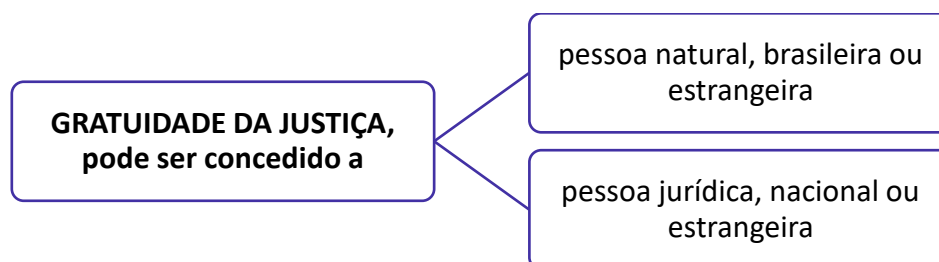 GRATUIDADE DA JUSTIÇA,
pode ser concedido a
pessoa natural, brasileira ou
estrangeira
pessoa jurídica, nacional ou
estrangeira